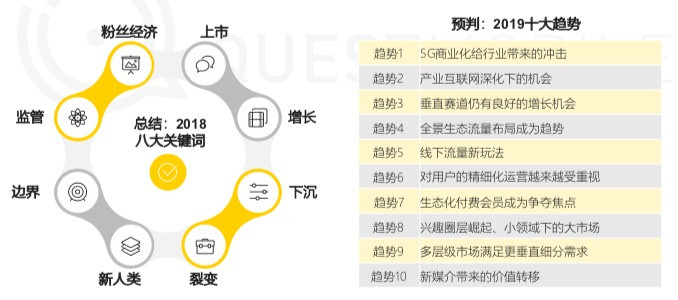 粉丝经济
上市
监管
增长
总结：2018
八大关键词
边界
下沉
新人类
裂变
QUESTMOBILE
预判：2019十大趋势
趋势1 5G商业化给行业带来的冲击
趋势2 产业互联网深化下的机会
趋势3 垂直赛道仍有良好的增长机会
趋势4 全景生态流量布局成为趋势
趋势5 线下流量新玩法
趋势6 对用户的精细化运营越来越受重视
趋势7 生态化付费会员成为争夺焦点
趋势8 兴趣圈层崛起、小领域下的大市场
趋势9 多层级市场满足更垂直细分需求
趋势10 新媒介带来的价值转移